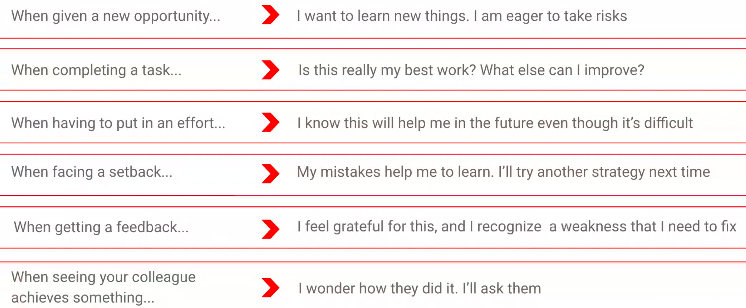 When given a new opportunity... I want to learn new things. I am eager to take risks
When completing a task... Is this really my best work? What else can I improve?
When having to put in an effort... I know this will help me in the future even though it's difficult
When facing a setback... My mistakes help me to learn. I'll try another strategy next time
When getting a feedback... I feel grateful for this, and I recognize a weakness that I need to fix
When seeing your colleague
achieves something... I wonder how they did it. I'll ask them